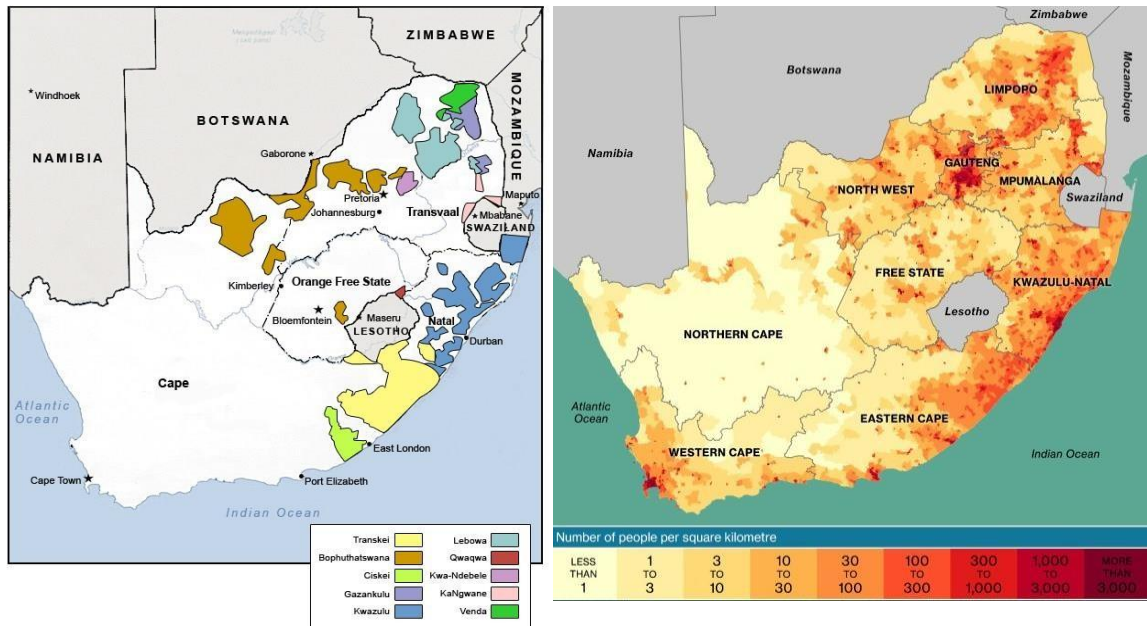 ZIMBABWE
Windhoek
BOTSWANA
MOZAMBIQUE
NAMIBIA
Gaborone
Pretoria
Johannesburg
Transvaal
Maputo
Mbabane
SWAZILAND
Kimberley
Orange Free State
Bloemfontein
Maseru
LESOTHO
Natal
Durban
Cape
Atlantic
Ocean
East London
Cape Town
Port Elizabeth
Indian Ocean
Transkei
Lebowa
Bophuthatswana
Qwaqwa
Ciskei
Kwa-Ndebele
Gazankulu
KaNgwane
Kwazulu
Venda
Zimbabwe
Botswana
Mozambique
LIMPOPO
Namibia
GAUTENG
NORTH WEST
MPUMALANGA
Swaziland
FREE STATE
KWAZULU-NATAL
Lesotho
NORTHERN CAPE
Atlantic
Ocean
EASTERN CAPE
WESTERN CAPE
Indian Ocean
Number of people per square kilometre
LESS THAN 1
1 TO 3
3 TO 10
10 TO 30
30 TO 100
100 TO 300
300 TO 1,000
1,000 TO 3,000
MORE THAN 3,000